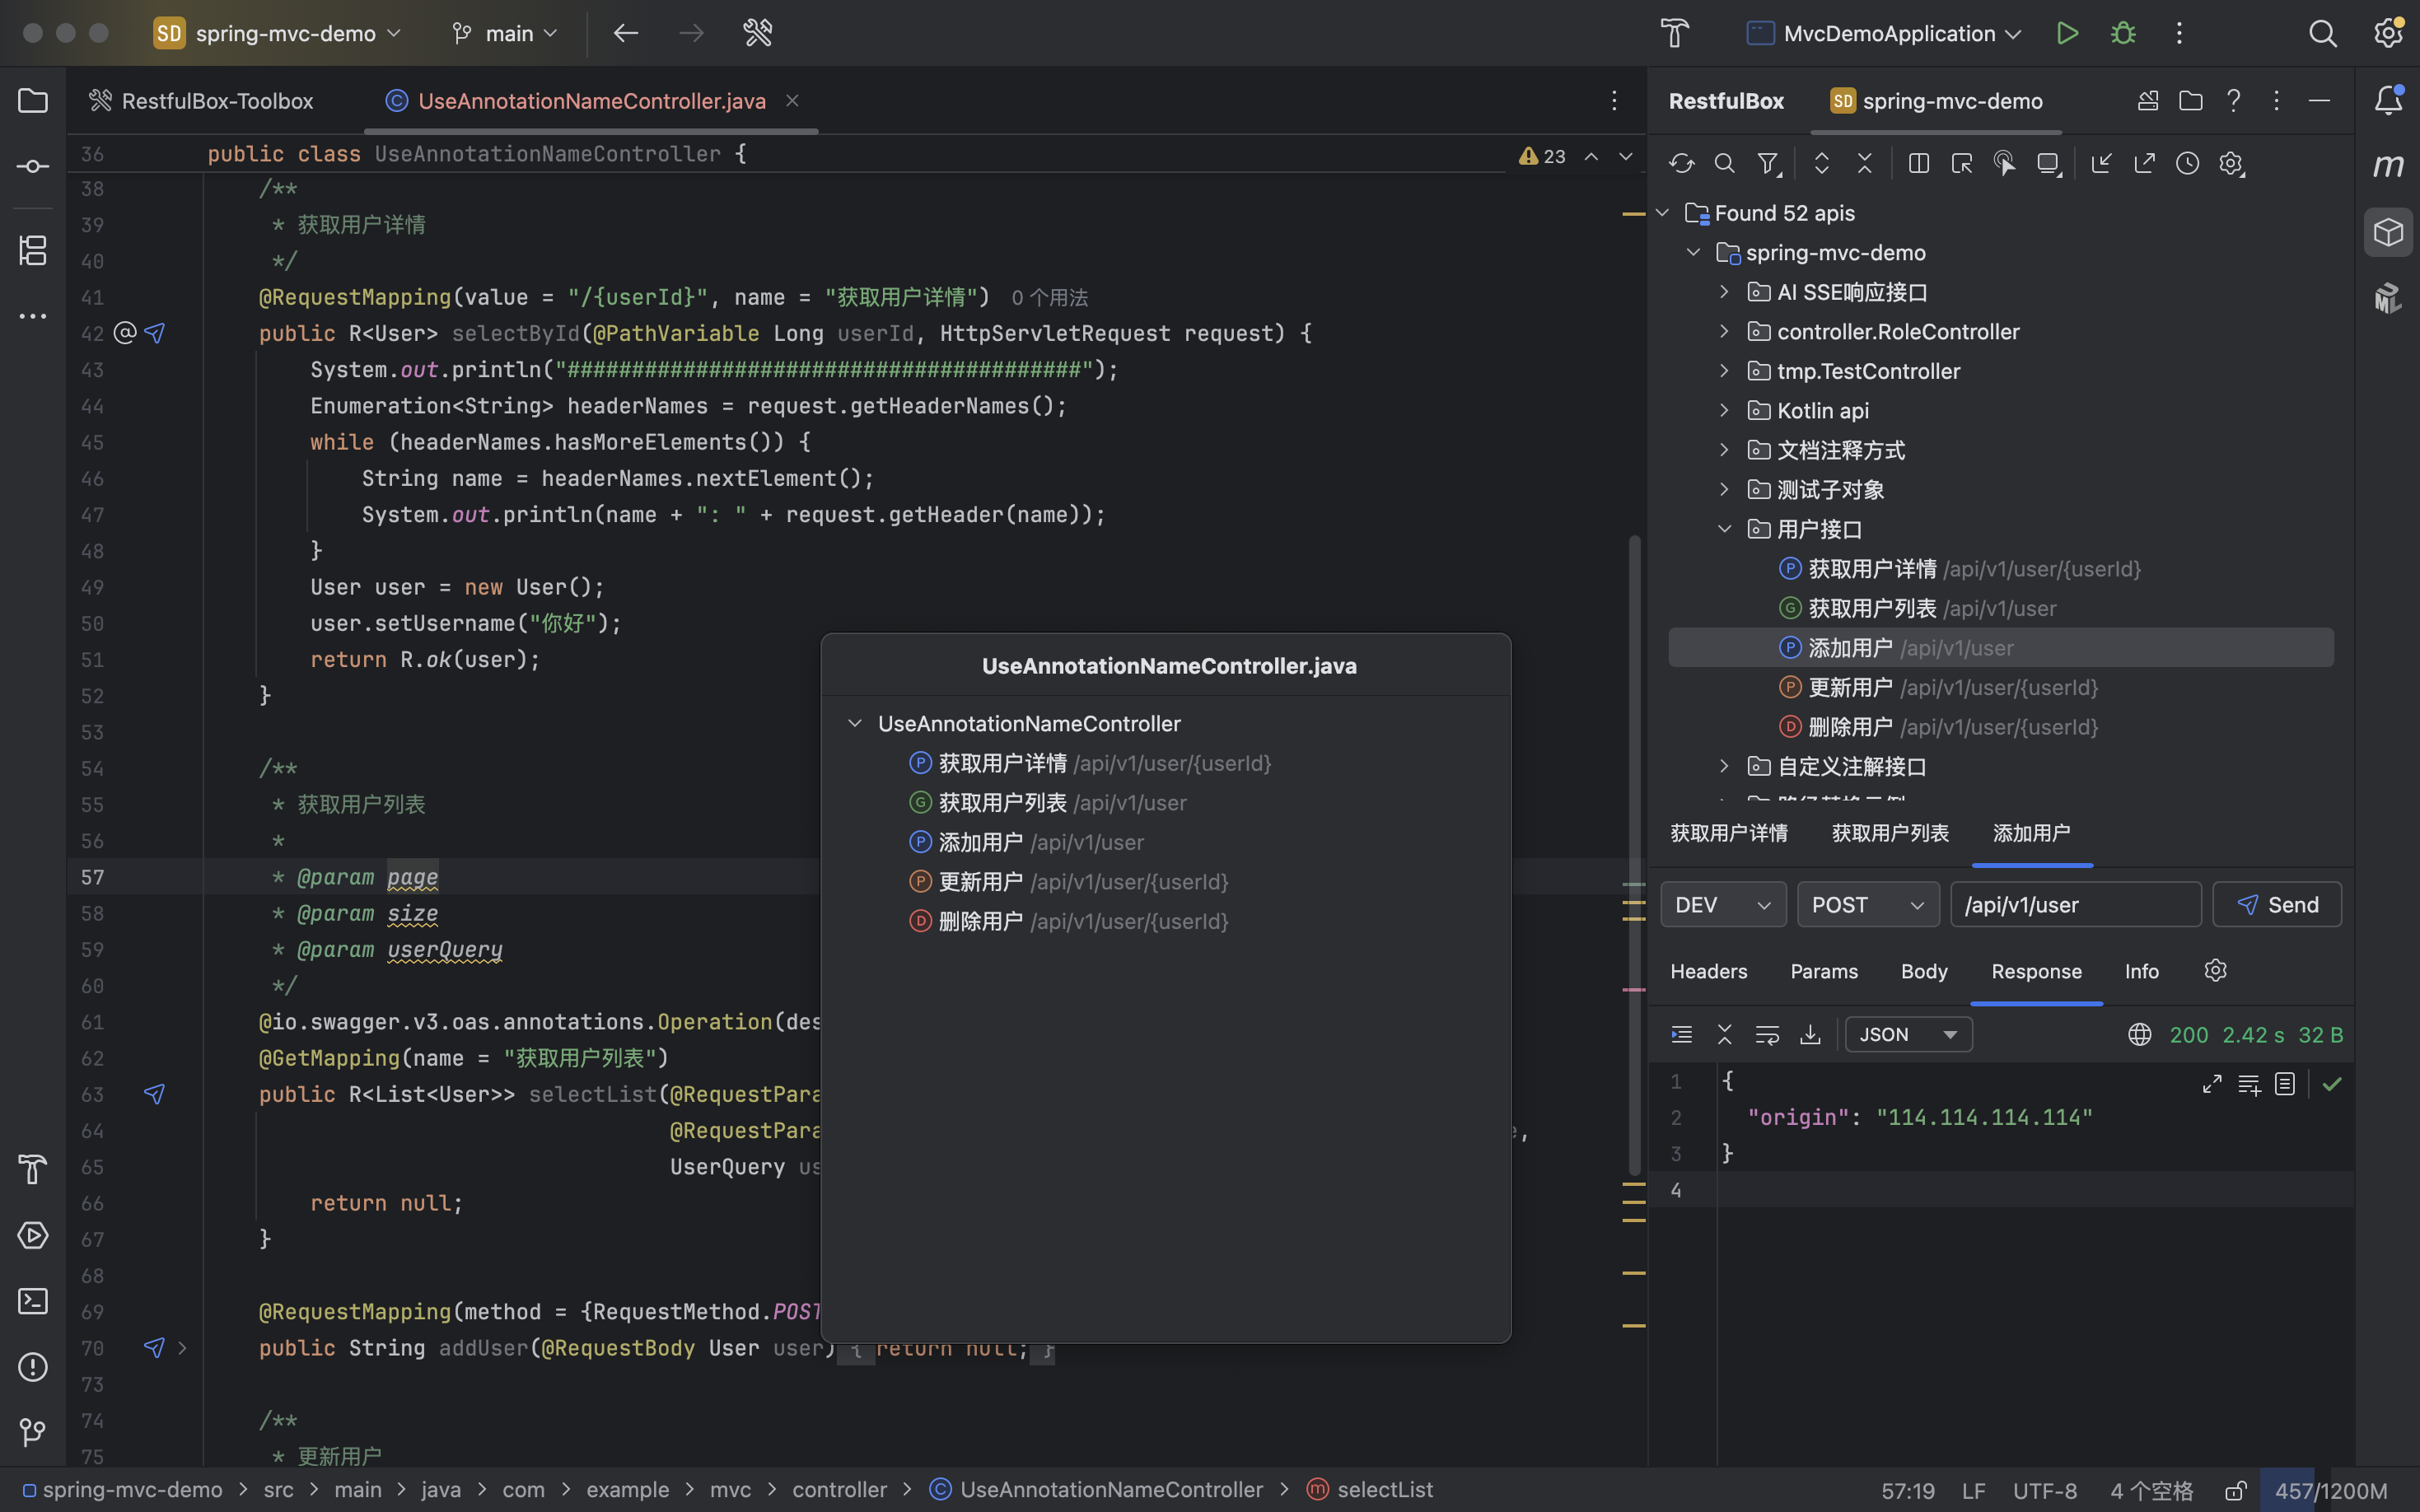 SD spring-mvc-demo main MvcDemoApplication
RestfulBox-Toolbox UseAnnotationNameController.java
36 public class UseAnnotationNameController { 23
38 /**
39 * 获取用户详情
40 */
41 @RequestMapping(value = "/{userId}", name = "获取用户详情") 0 个用法
42 public R<User> selectById(@PathVariable Long userId, HttpServletRequest request) {
43 System.out.println("########################################");
44 Enumeration<String> headerNames = request.getHeaderNames();
45 while (headerNames.hasMoreElements()) {
46 String name = headerNames.nextElement();
47 System.out.println(name + ": " + request.getHeader(name));
48 }
49 User user = new User();
50 user.setUsername("你好");
51 return R.ok(user);
52 }
53
54 /**
55 * 获取用户列表
56 *
57 * @param page
58 * @param size
59 * @param userQuery
60 */
61 @io.swagger.v3.oas.annotations.Operation(des
62 @GetMapping(name = "获取用户列表")
63 public R<List<User>> selectList(@RequestPara
64 @RequestPara ,
65 UserQuery us
66 return null;
67 }
68
69 @RequestMapping(method = {RequestMethod.POST
70 public String addUser(@RequestBody User user) { return null; }
73
74 /**
75 * 更新用户
UseAnnotationNameController.java
UseAnnotationNameController
P 获取用户详情 /api/v1/user/{userId}
G 获取用户列表 /api/v1/user
P 添加用户 /api/v1/user
P 更新用户 /api/v1/user/{userId}
D 删除用户 /api/v1/user/{userId}
RestfulBox SD spring-mvc-demo
Found 52 apis
spring-mvc-demo
AI SSE响应接口
controller.RoleController
tmp.TestController
Kotlin api
文档注释方式
测试子对象
用户接口
P 获取用户详情 /api/v1/user/{userId}
G 获取用户列表 /api/v1/user
P 添加用户 /api/v1/user
P 更新用户 /api/v1/user/{userId}
D 删除用户 /api/v1/user/{userId}
自定义注解接口
获取用户详情 获取用户列表 添加用户
DEV POST /api/v1/user Send
Headers Params Body Response Info
JSON 200 2.42 s 32 B
1 {
2 "origin": "114.114.114.114"
3 }
4
spring-mvc-demo > src > main > java > com > example > mvc > controller > UseAnnotationNameController > selectList
57:19 LF UTF-8 4 个空格 457/1200M